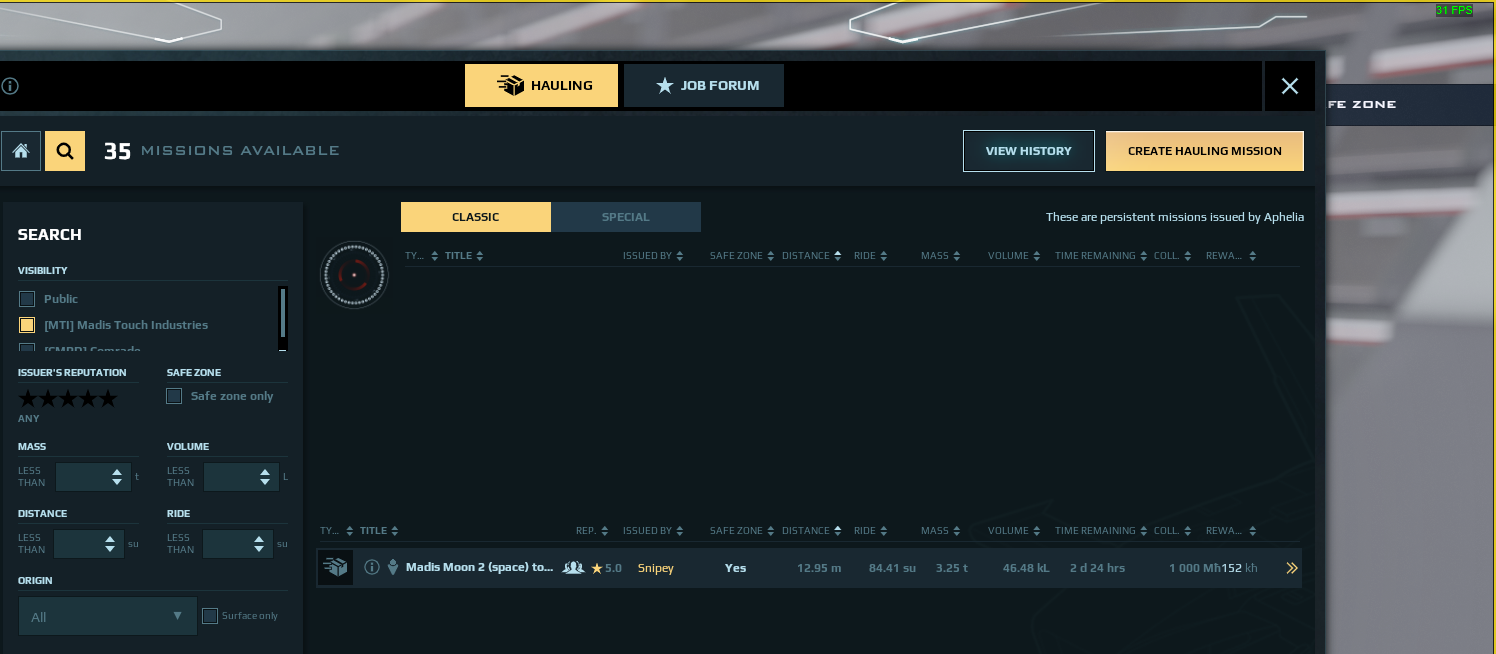 31 FPS
HAULING
JOB FORUM
FE ZONE
35 MISSIONS AVAILABLE
VIEW HISTORY
CREATE HAULING MISSION
CLASSIC
SPECIAL
These are persistent missions issued by Aphelia
SEARCH
VISIBILITY
Public
[MTI] Madis Touch Industries
[CMRD] Comrade
ISSUER'S REPUTATION
SAFE ZONE
Safe zone only
ANY
MASS
VOLUME
LESS THAN t
LESS THAN L
DISTANCE
RIDE
LESS THAN su
LESS THAN su
ORIGIN
All
Surface only
TY... TITLE ISSUED BY SAFE ZONE DISTANCE RIDE MASS VOLUME TIME REMAINING COLL. REWA...
TY... TITLE REP. ISSUED BY SAFE ZONE DISTANCE RIDE MASS VOLUME TIME REMAINING COLL. REWA...
Madis Moon 2 (space) to... 5.0 Snipey Yes 12.95 m 84.41 su 3.25 t 46.48 kL 2 d 24 hrs 1 000 Mħ152 kħ